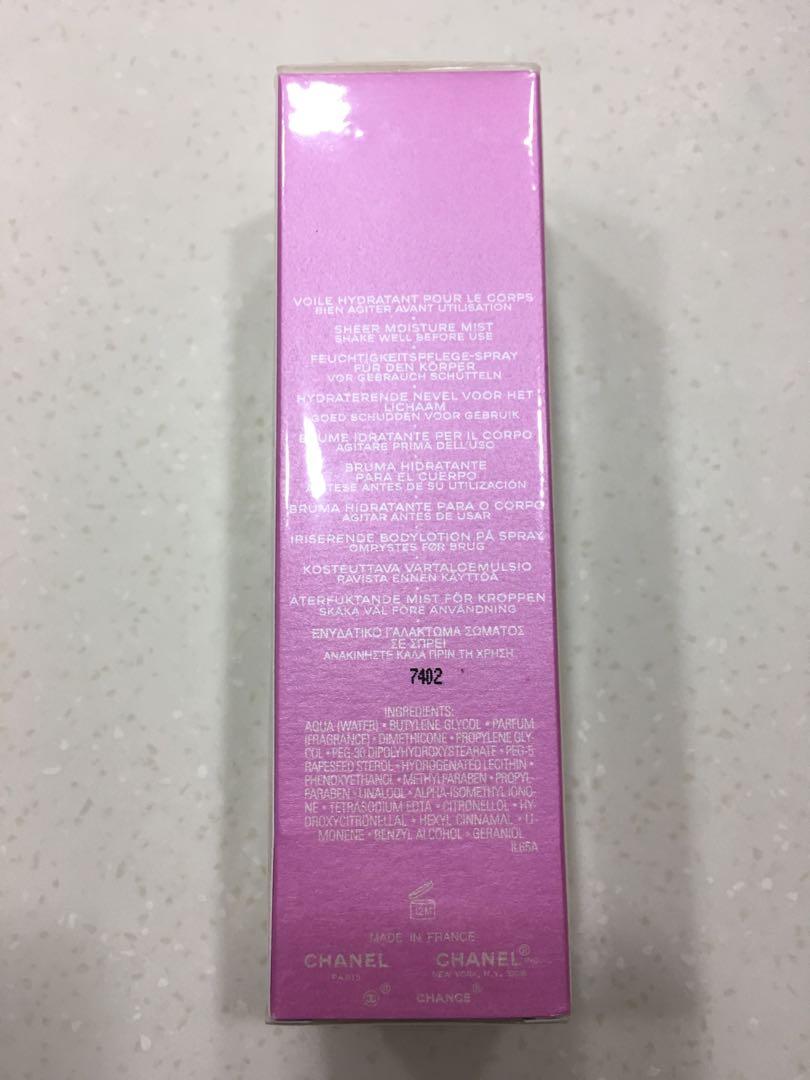 VOILE HYDRATANT POUR LE CORPS
BIEN AGITER AVANT UTILISATION
SHEER MOISTURE MIST
SHAKE WELL BEFORE USE
FEUCHTIGKEITSPFLEGE-SPRAY
FÜR DEN KÖRPER
VOR GEBRAUCH SCHÜTTELN
HYDRATERENDE NEVEL VOOR HET
LICHAAM
GOED SCHUDDEN VOOR GEBRUIK
BRUME IDRATANTE PER IL CORPO
AGITARE PRIMA DELL'USO
BRUMA HIDRATANTE
PARA EL CUERPO
ANTES DE SU UTILIZACIÓN
BRUMA HIDRATANTE PARA O CORPO
AGITAR ANTES DE USAR
IRISERENDE BODYLOTION PÅ SPRAY
OMRYSTES FØR BRUG
KOSTEUTTAVA VARTALOEMULSIO
RAVISTA ENNEN KÄYTTÖÄ
ÅTERFUKTANDE MIST FÖR KROPPEN
SKAKA VÄL FÖRE ANVÄNDNING
ΕΝΥΔΑΤΙΚΟ ΓΑΛΑΚΤΩΜΑ ΣΩΜΑΤΟΣ
ΣΕ ΣΠΡΕΙ
ΑΝΑΚΙΝΗΣΤΕ ΚΑΛΑ ΠΡΙΝ ΤΗ ΧΡΗΣΗ
7402
INGREDIENTS:
AQUA (WATER) • BUTYLENE GLYCOL • PARFUM
(FRAGRANCE) • DIMETHICONE • PROPYLENE GLY-
COL • PEG-30 DIPOLYHYDROXYSTEARATE • PEG-5
RAPESEED STEROL • HYDROGENATED LECITHIN •
PHENOXYETHANOL • METHYLPARABEN • PROPYL-
PARABEN • LINALOOL • ALPHA-ISOMETHYL IONO-
NE • TETRASODIUM EDTA • CITRONELLOL • HY-
DROXYCITRONELLAL • HEXYL CINNAMAL • LI-
MONENE • BENZYL ALCOHOL • GERANIOL
IL65A
12M
MADE IN FRANCE
CHANEL CHANEL® INC.
PARIS NEW YORK, N.Y.
® CHANCE®